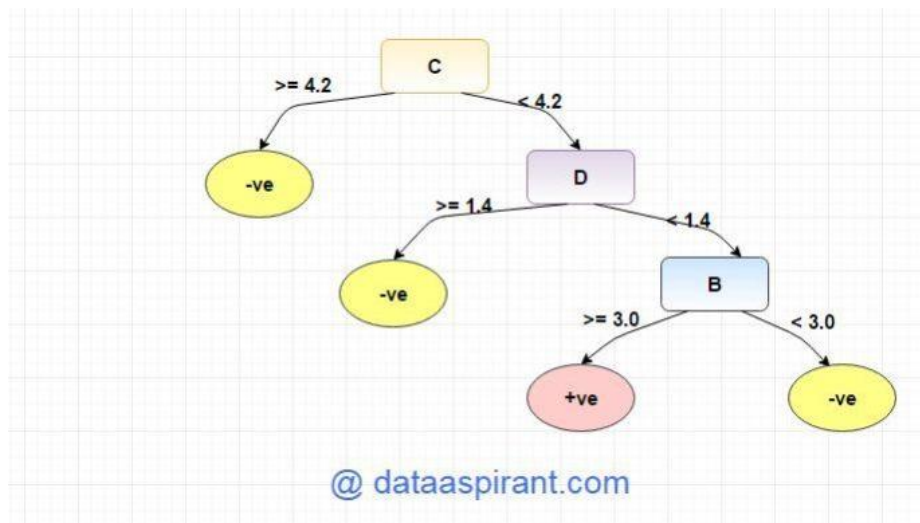 C
>= 4.2
< 4.2
D
-ve
>= 1.4
< 1.4
B
-ve
>= 3.0
< 3.0
+ve
-ve
@ dataaspirant.com